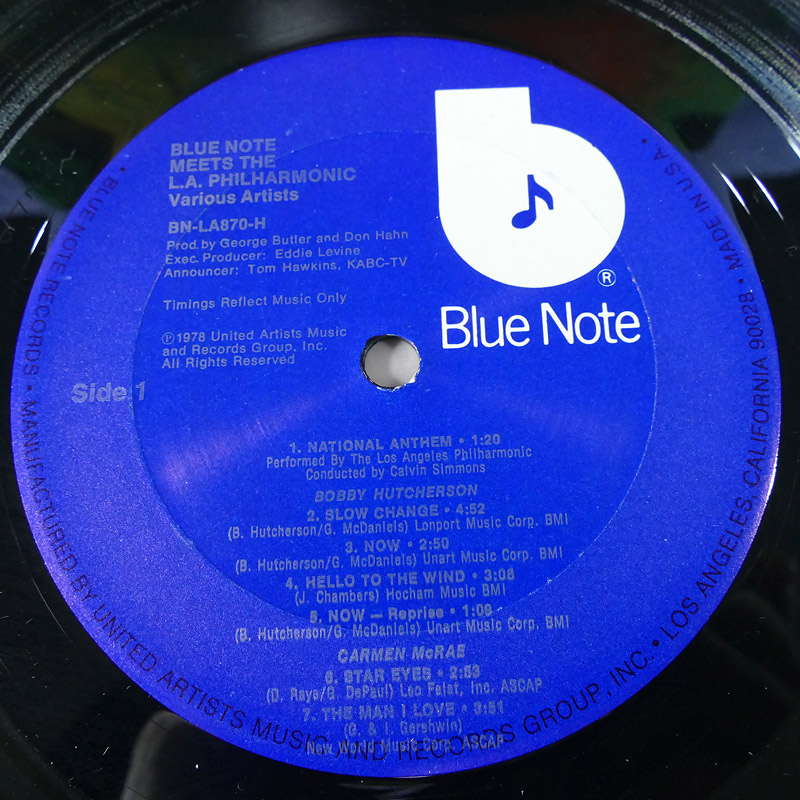 BLUE NOTE
MEETS THE
L.A. PHILHARMONIC
Various Artists
BN-LA870-H
Prod. by George Butler and Don Hahn
Exec. Producer: Eddie Levine
Announcer: Tom Hawkins, KABC-TV
Timings Reflect Music Only
Ⓟ1978 United Artists Music
and Records Group, Inc.
All Rights Reserved
Side 1
b
®
Blue Note
1. NATIONAL ANTHEM • 1:20
Performed By The Los Angeles Philharmonic
Conducted by Calvin Simmons
BOBBY HUTCHERSON
2. SLOW CHANGE • 4:52
(B. Hutcherson/G. McDaniels) Lonport Music Corp. BMI
3. NOW • 2:50
(B. Hutcherson/G. McDaniels) Unart Music Corp. BMI
4. HELLO TO THE WIND • 3:08
(J. Chambers) Hocham Music BMI
5. NOW — Reprise • 1:09
(B. Hutcherson/G. McDaniels) Unart Music Corp. BMI
CARMEN McRAE
6. STAR EYES • 2:53
(D. Raye/G. DePaul) Leo Feist, Inc. ASCAP
7. THE MAN I LOVE • 3:51
(G. & I. Gershwin)
New World Music Corp. ASCAP
• BLUE NOTE RECORDS • MANUFACTURED BY UNITED ARTISTS MUSIC AND RECORDS GROUP, INC. • LOS ANGELES, CALIFORNIA 90028 • MADE IN U.S.A. •